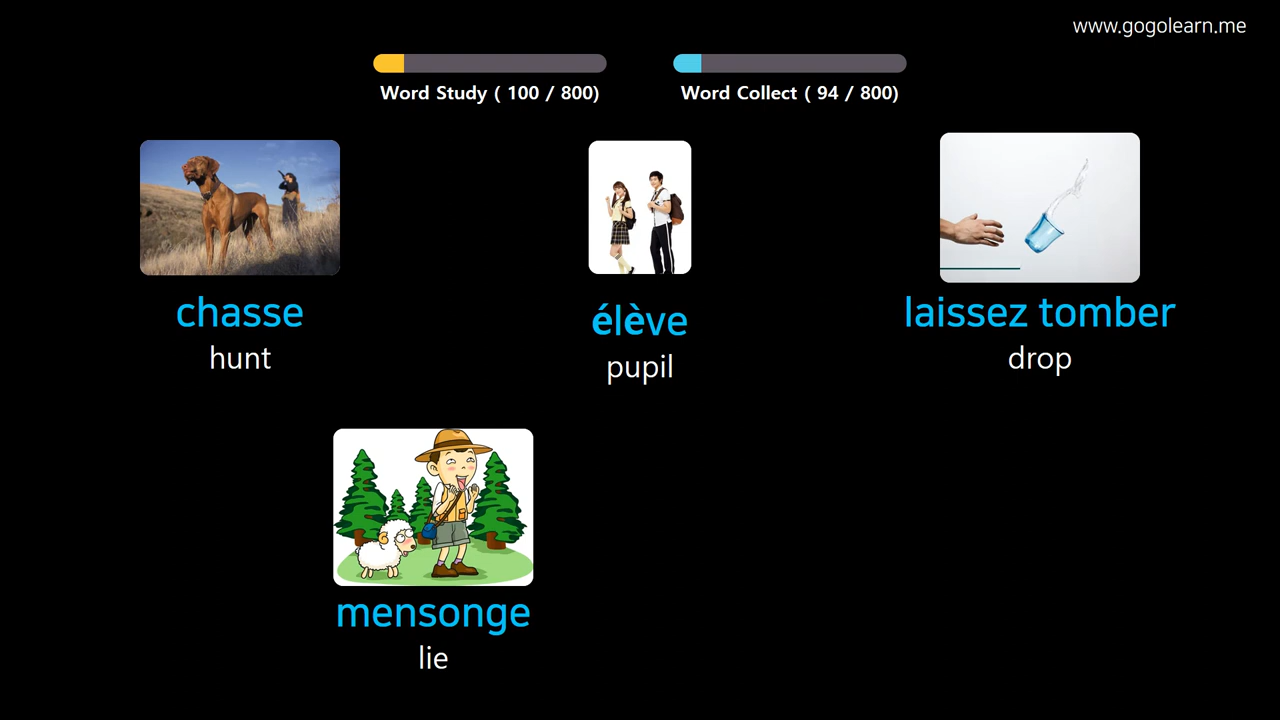 www.gogolearn.me
Word Study ( 100 / 800)
Word Collect ( 94 / 800)
chasse
hunt
élève
pupil
laissez tomber
drop
mensonge
lie